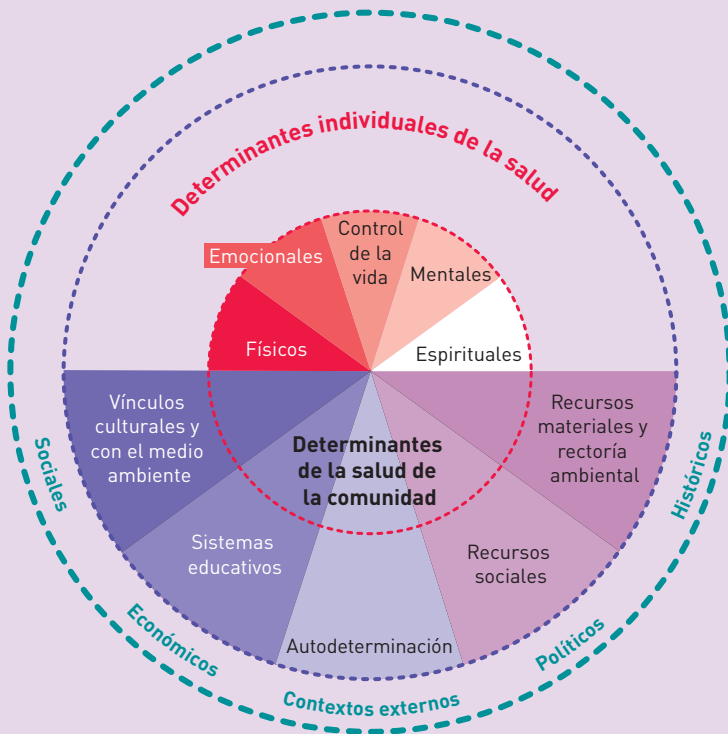 Determinantes individuales de la salud
Emocionales
Control
de la
vida
Mentales
Físicos
Espirituales
Vínculos
culturales y
con el medio
ambiente
Determinantes
de la salud de
la comunidad
Recursos
materiales y
rectoría
ambiental
Sistemas
educativos
Recursos
sociales
Autodeterminación
Sociales
Económicos
Contextos externos
Políticos
Históricos